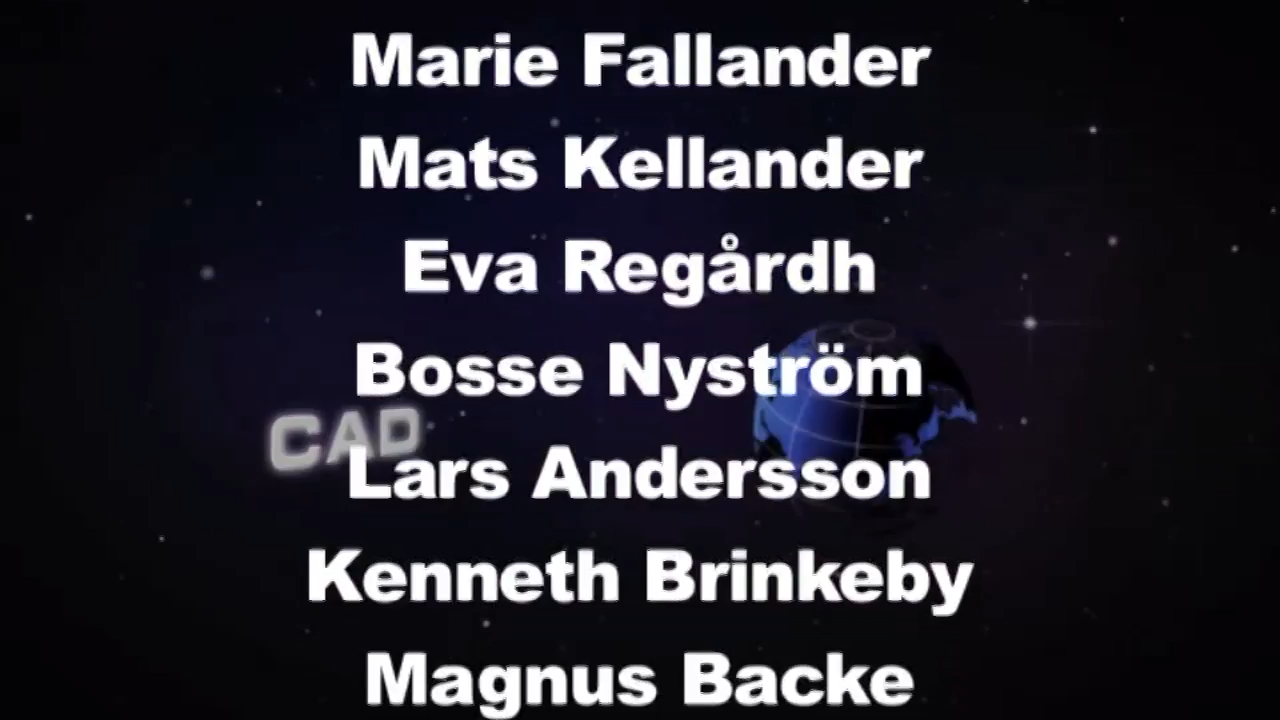 Marie Fallander
Mats Kellander
Eva Regårdh
Bosse Nyström
CAD
Lars Andersson
Kenneth Brinkeby
Magnus Backe